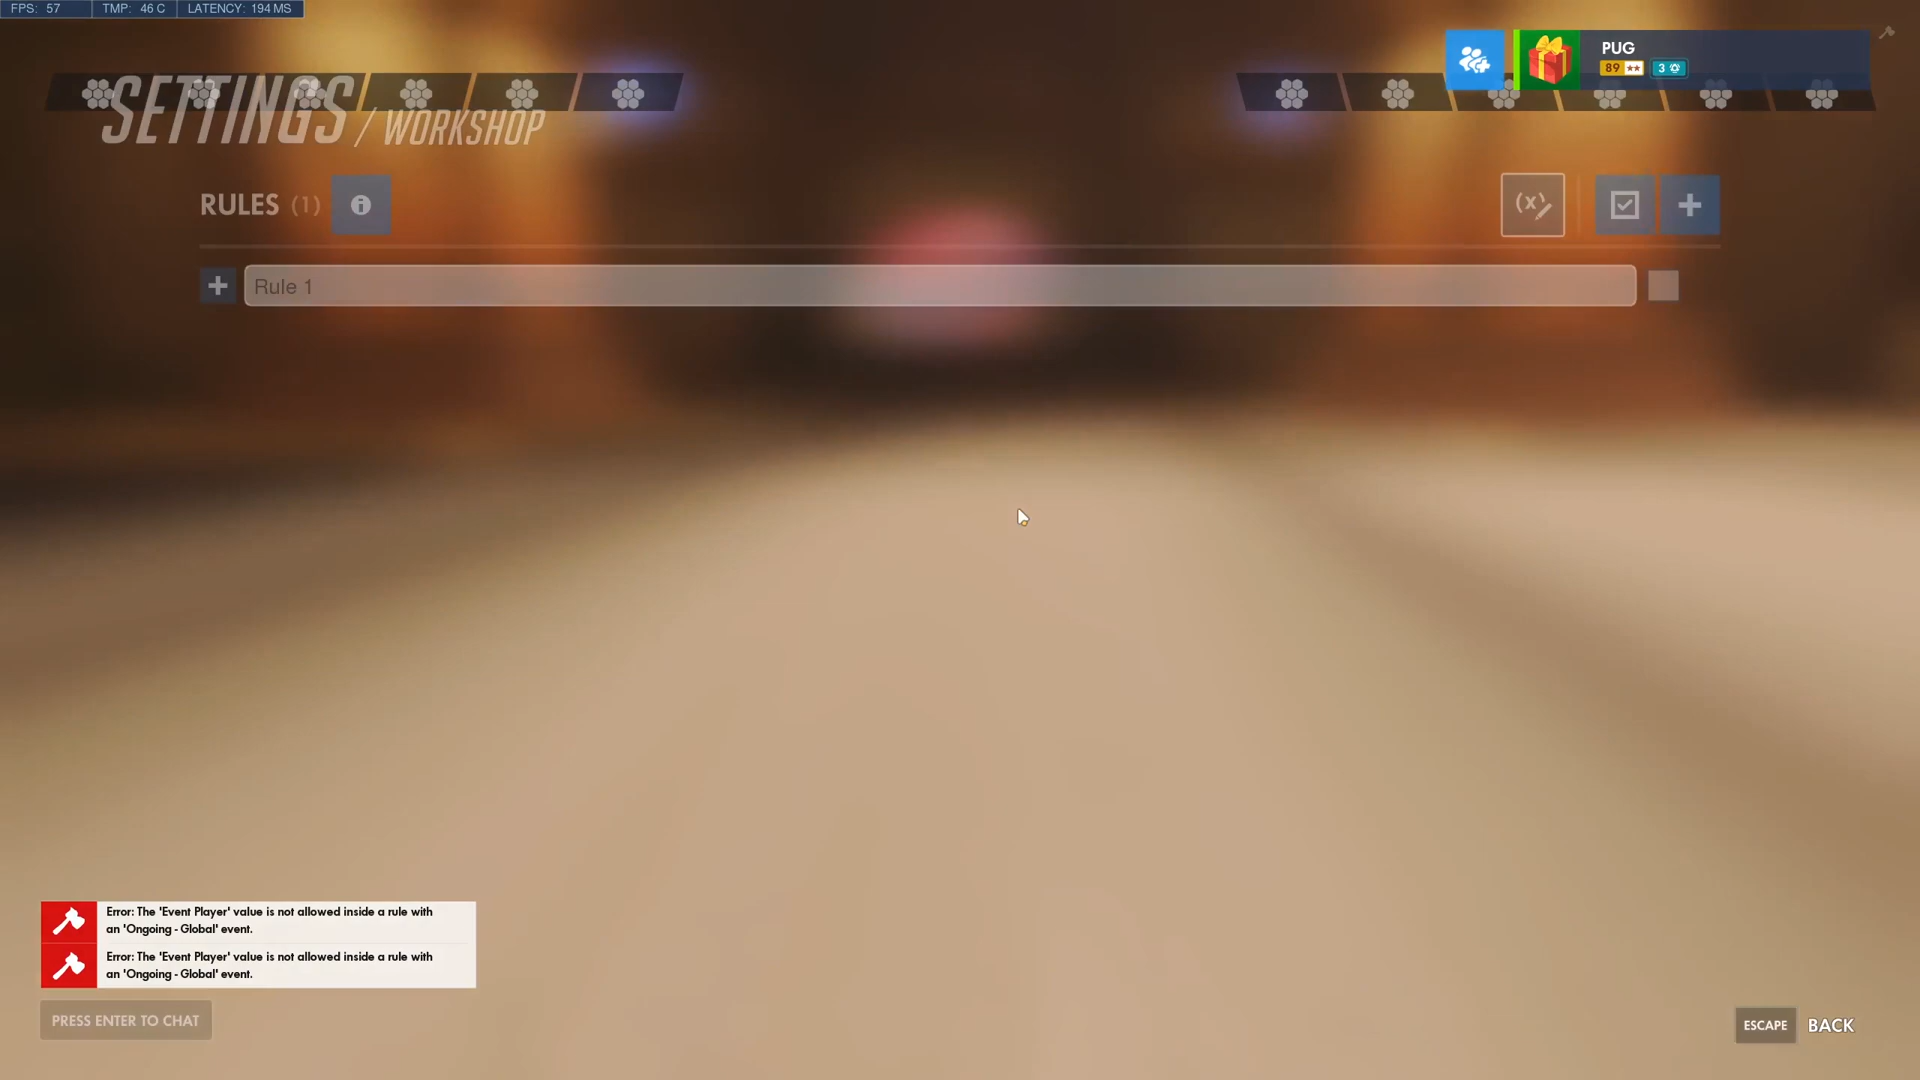 FPS: 57 TMP: 46 C LATENCY: 194 MS
PUG
89 3
SETTINGS / WORKSHOP
RULES (1)
(X)
Rule 1
Error: The 'Event Player' value is not allowed inside a rule with
an 'Ongoing - Global' event.
Error: The 'Event Player' value is not allowed inside a rule with
an 'Ongoing - Global' event.
PRESS ENTER TO CHAT
ESCAPE BACK